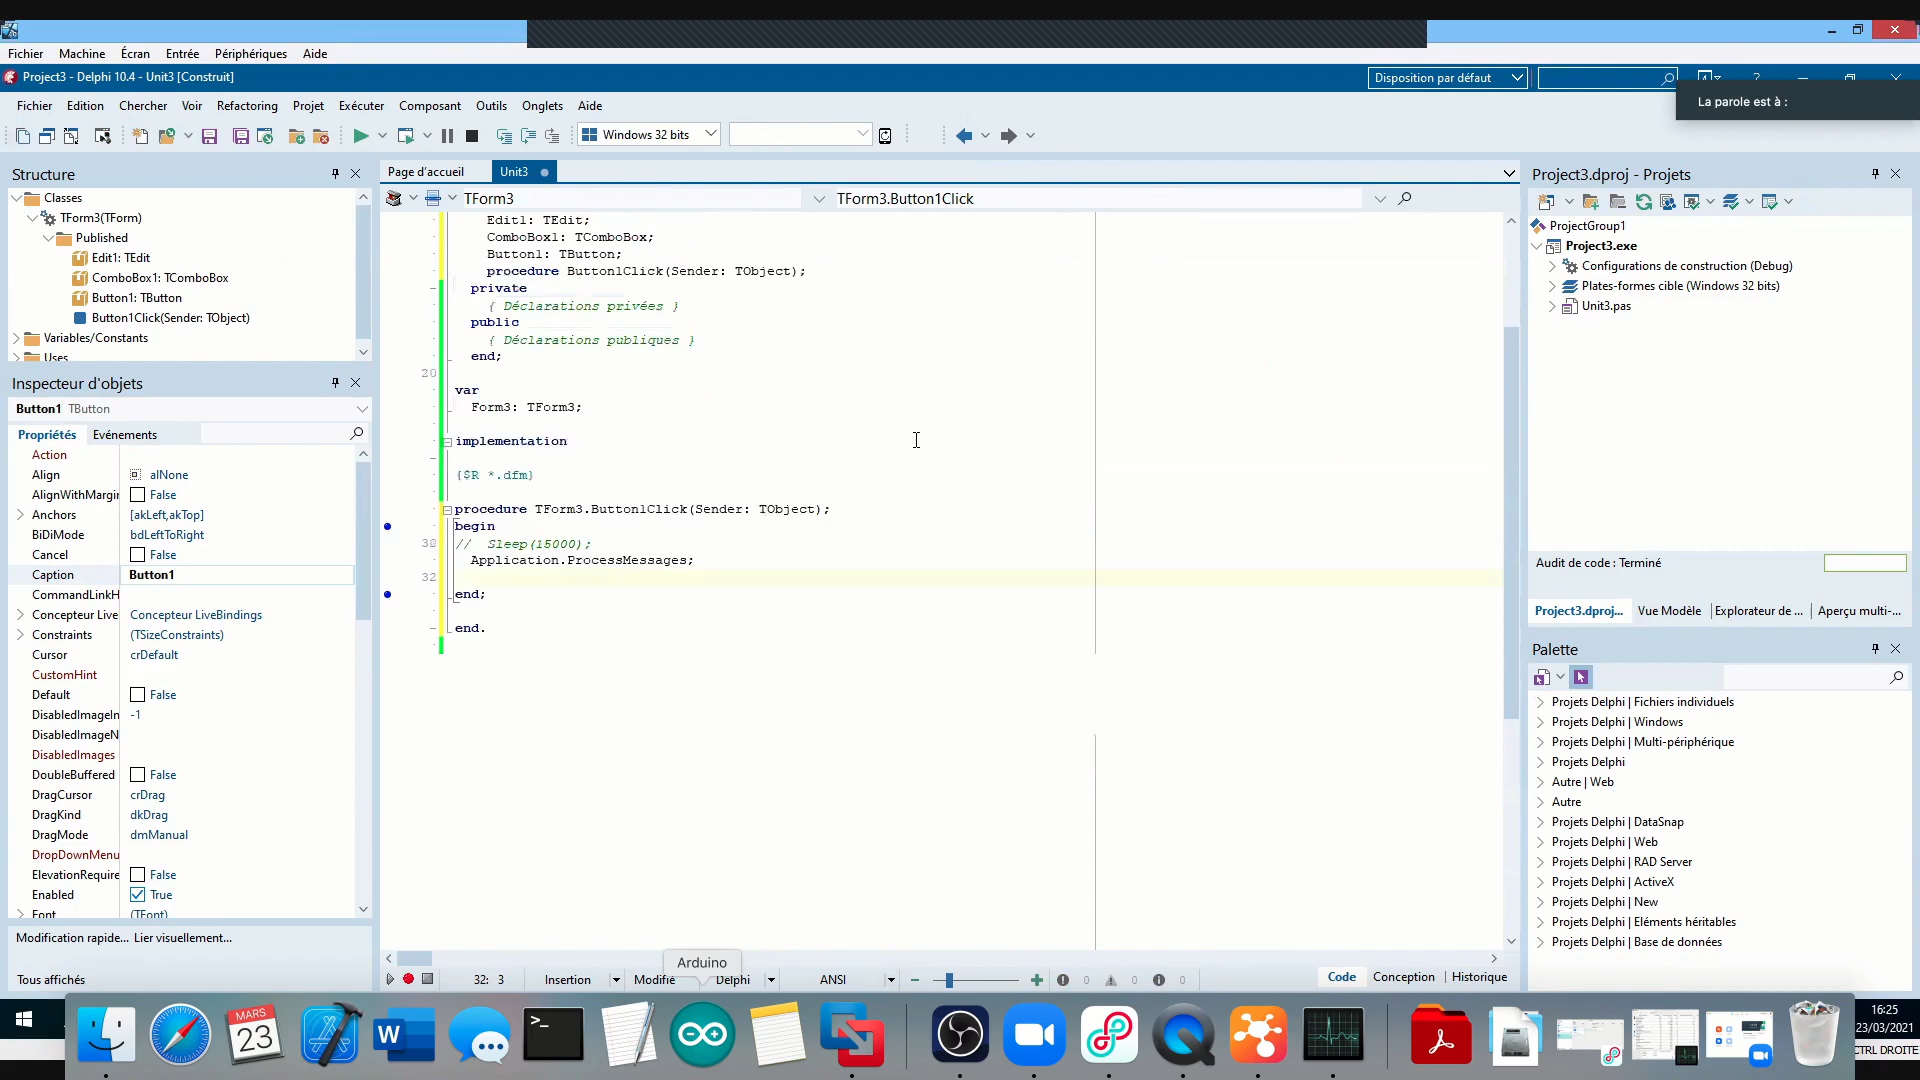 Fichier Machine Écran Entrée Périphériques Aide
Project3 - Delphi 10.4 - Unit3 [Construit]
Disposition par défaut
La parole est à :
Fichier Edition Chercher Voir Refactoring Projet Exécuter Composant Outils Onglets Aide
Windows 32 bits
Structure
Classes
TForm3(TForm)
Published
Edit1: TEdit
ComboBox1: TComboBox
Button1: TButton
Button1Click(Sender: TObject)
Variables/Constants
Uses
Inspecteur d'objets
Button1 TButton
Propriétés Evénements
Action
Align alNone
AlignWithMargin False
Anchors [akLeft,akTop]
BiDiMode bdLeftToRight
Cancel False
Caption Button1
CommandLinkH
Concepteur Live Concepteur LiveBindings
Constraints (TSizeConstraints)
Cursor crDefault
CustomHint
Default False
DisabledImageIn -1
DisabledImageN
DisabledImages
DoubleBuffered False
DragCursor crDrag
DragKind dkDrag
DragMode dmManual
DropDownMenu
ElevationRequire False
Enabled True
Font (TFont)
Modification rapide... Lier visuellement...
Tous affichés
Page d'accueil Unit3
TForm3 TForm3.Button1Click
Edit1: TEdit;
ComboBox1: TComboBox;
Button1: TButton;
procedure Button1Click(Sender: TObject);
private
{ Déclarations privées }
public
{ Déclarations publiques }
end;
20
var
Form3: TForm3;
implementation
{$R *.dfm}
procedure TForm3.Button1Click(Sender: TObject);
begin
30 // Sleep(15000);
Application.ProcessMessages;
32
end;
end.
Arduino
32: 3 Insertion Modifié Delphi ANSI 0 0 0
Code Conception Historique
Project3.dproj - Projets
ProjectGroup1
Project3.exe
Configurations de construction (Debug)
Plates-formes cible (Windows 32 bits)
Unit3.pas
Audit de code : Terminé
Project3.dproj... Vue Modèle Explorateur de ... Aperçu multi-...
Palette
Projets Delphi | Fichiers individuels
Projets Delphi | Windows
Projets Delphi | Multi-périphérique
Projets Delphi
Autre | Web
Autre
Projets Delphi | DataSnap
Projets Delphi | Web
Projets Delphi | RAD Server
Projets Delphi | ActiveX
Projets Delphi | New
Projets Delphi | Eléments héritables
Projets Delphi | Base de données
MARS
23
W
>_
16:25
23/03/2021
CTRL DROITE